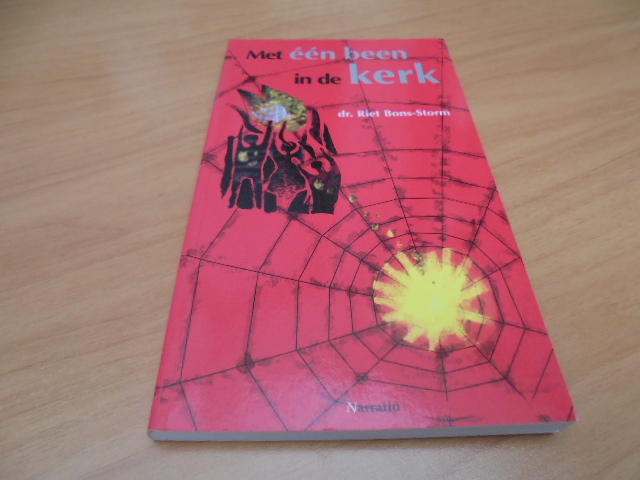 Met één been
in de kerk
dr. Riet Bons-Storm
Narratio